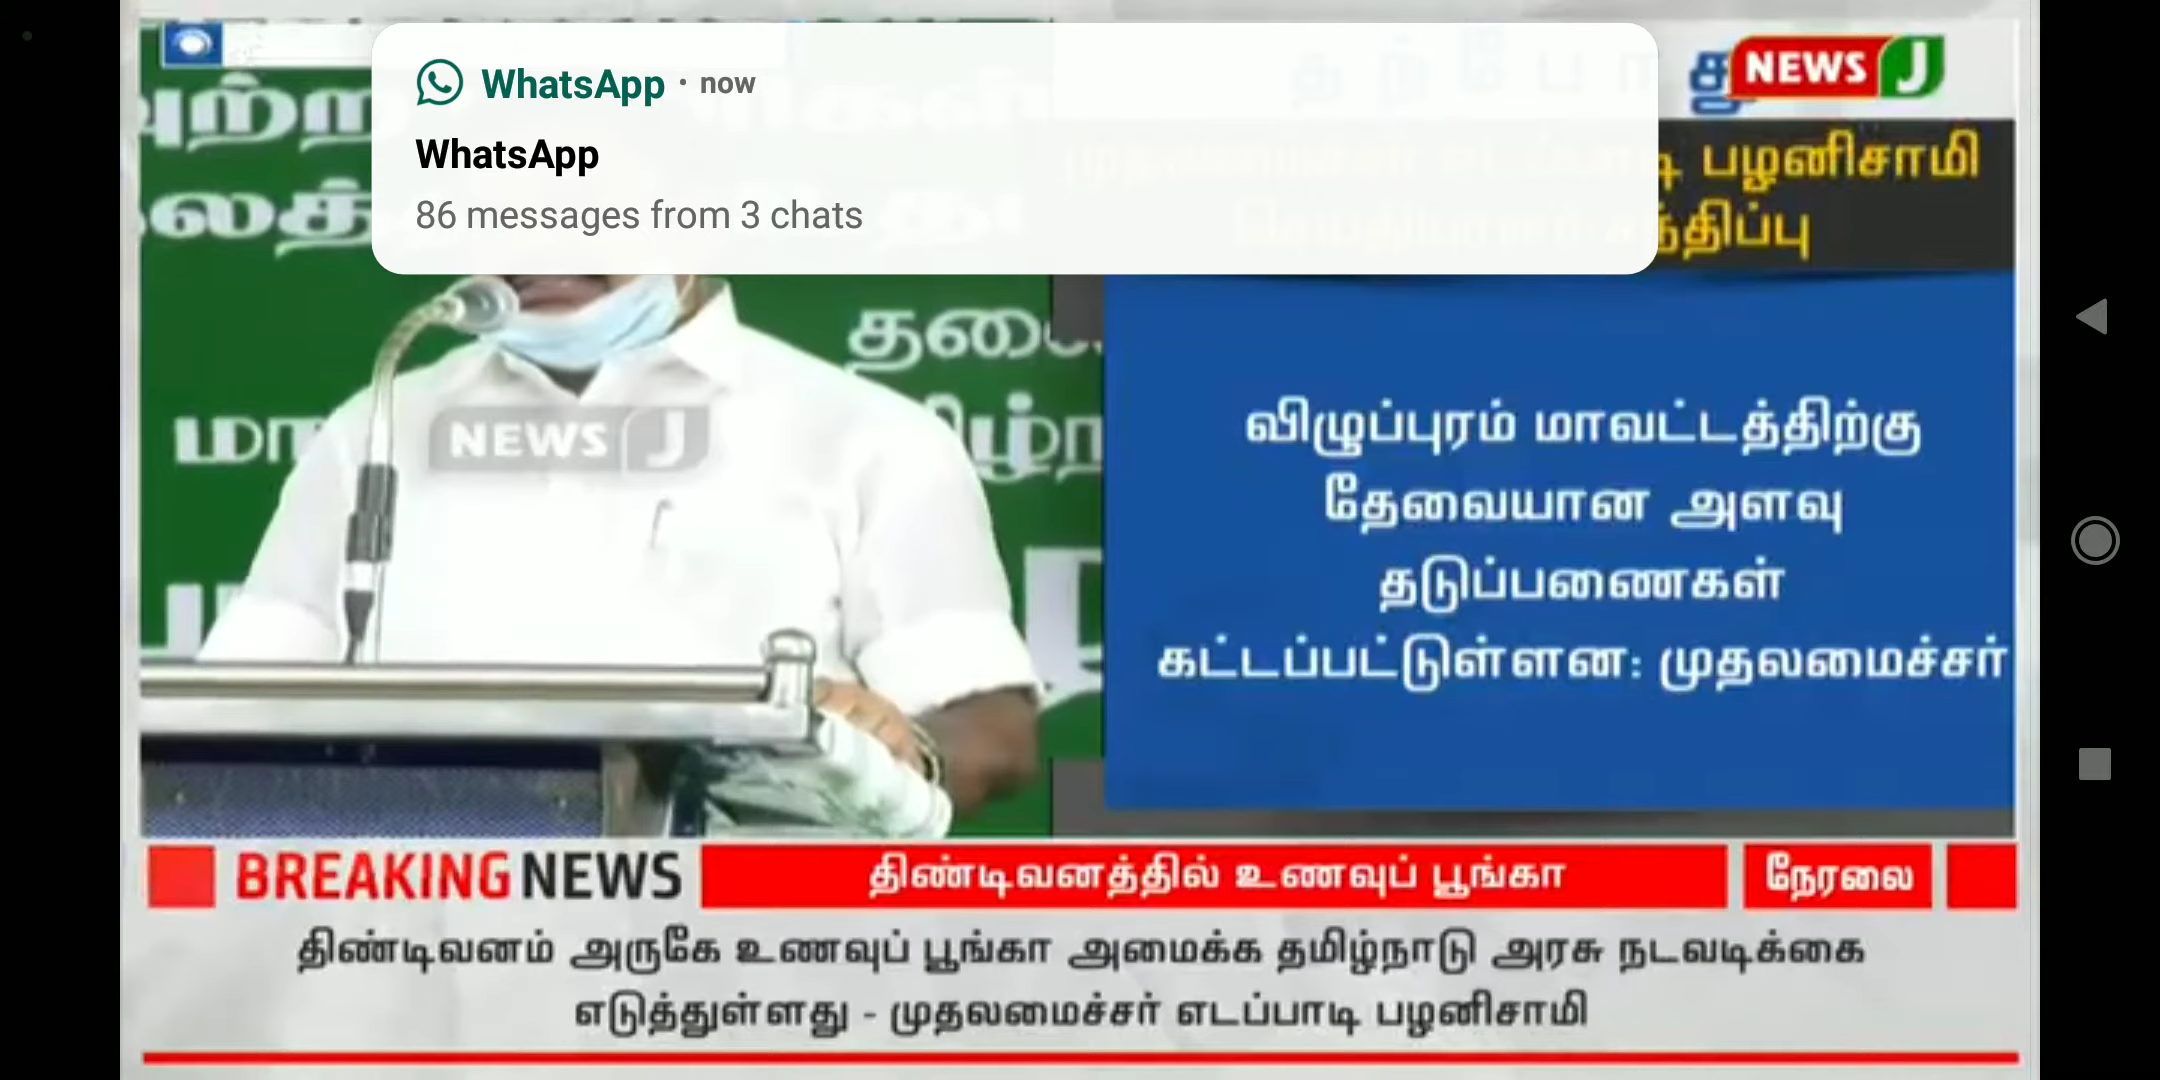 WhatsApp · now
WhatsApp
86 messages from 3 chats
NEWS J
பழனிசாமி
விழுப்புரம் மாவட்டத்திற்கு
தேவையான அளவு
தடுப்பணைகள்
கட்டப்பட்டுள்ளன: முதலமைச்சர்
NEWS J
BREAKING NEWS
திண்டிவனத்தில் உணவுப் பூங்கா
நேரலை
திண்டிவனம் அருகே உணவுப் பூங்கா அமைக்க தமிழ்நாடு அரசு நடவடிக்கை
எடுத்துள்ளது - முதலமைச்சர் எடப்பாடி பழனிசாமி